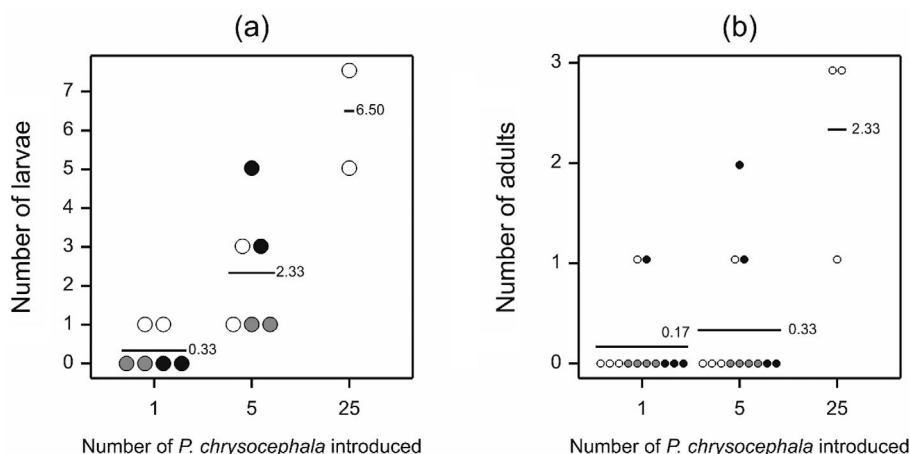 (a)
Number of larvae
7
6
5
4
3
2
1
0
6.50
2.33
0.33
1 5 25
Number of P. chrysocephala introduced
(b)
Number of adults
3
2
1
0
2.33
0.17
0.33
1 5 25
Number of P. chrysocephala introduced